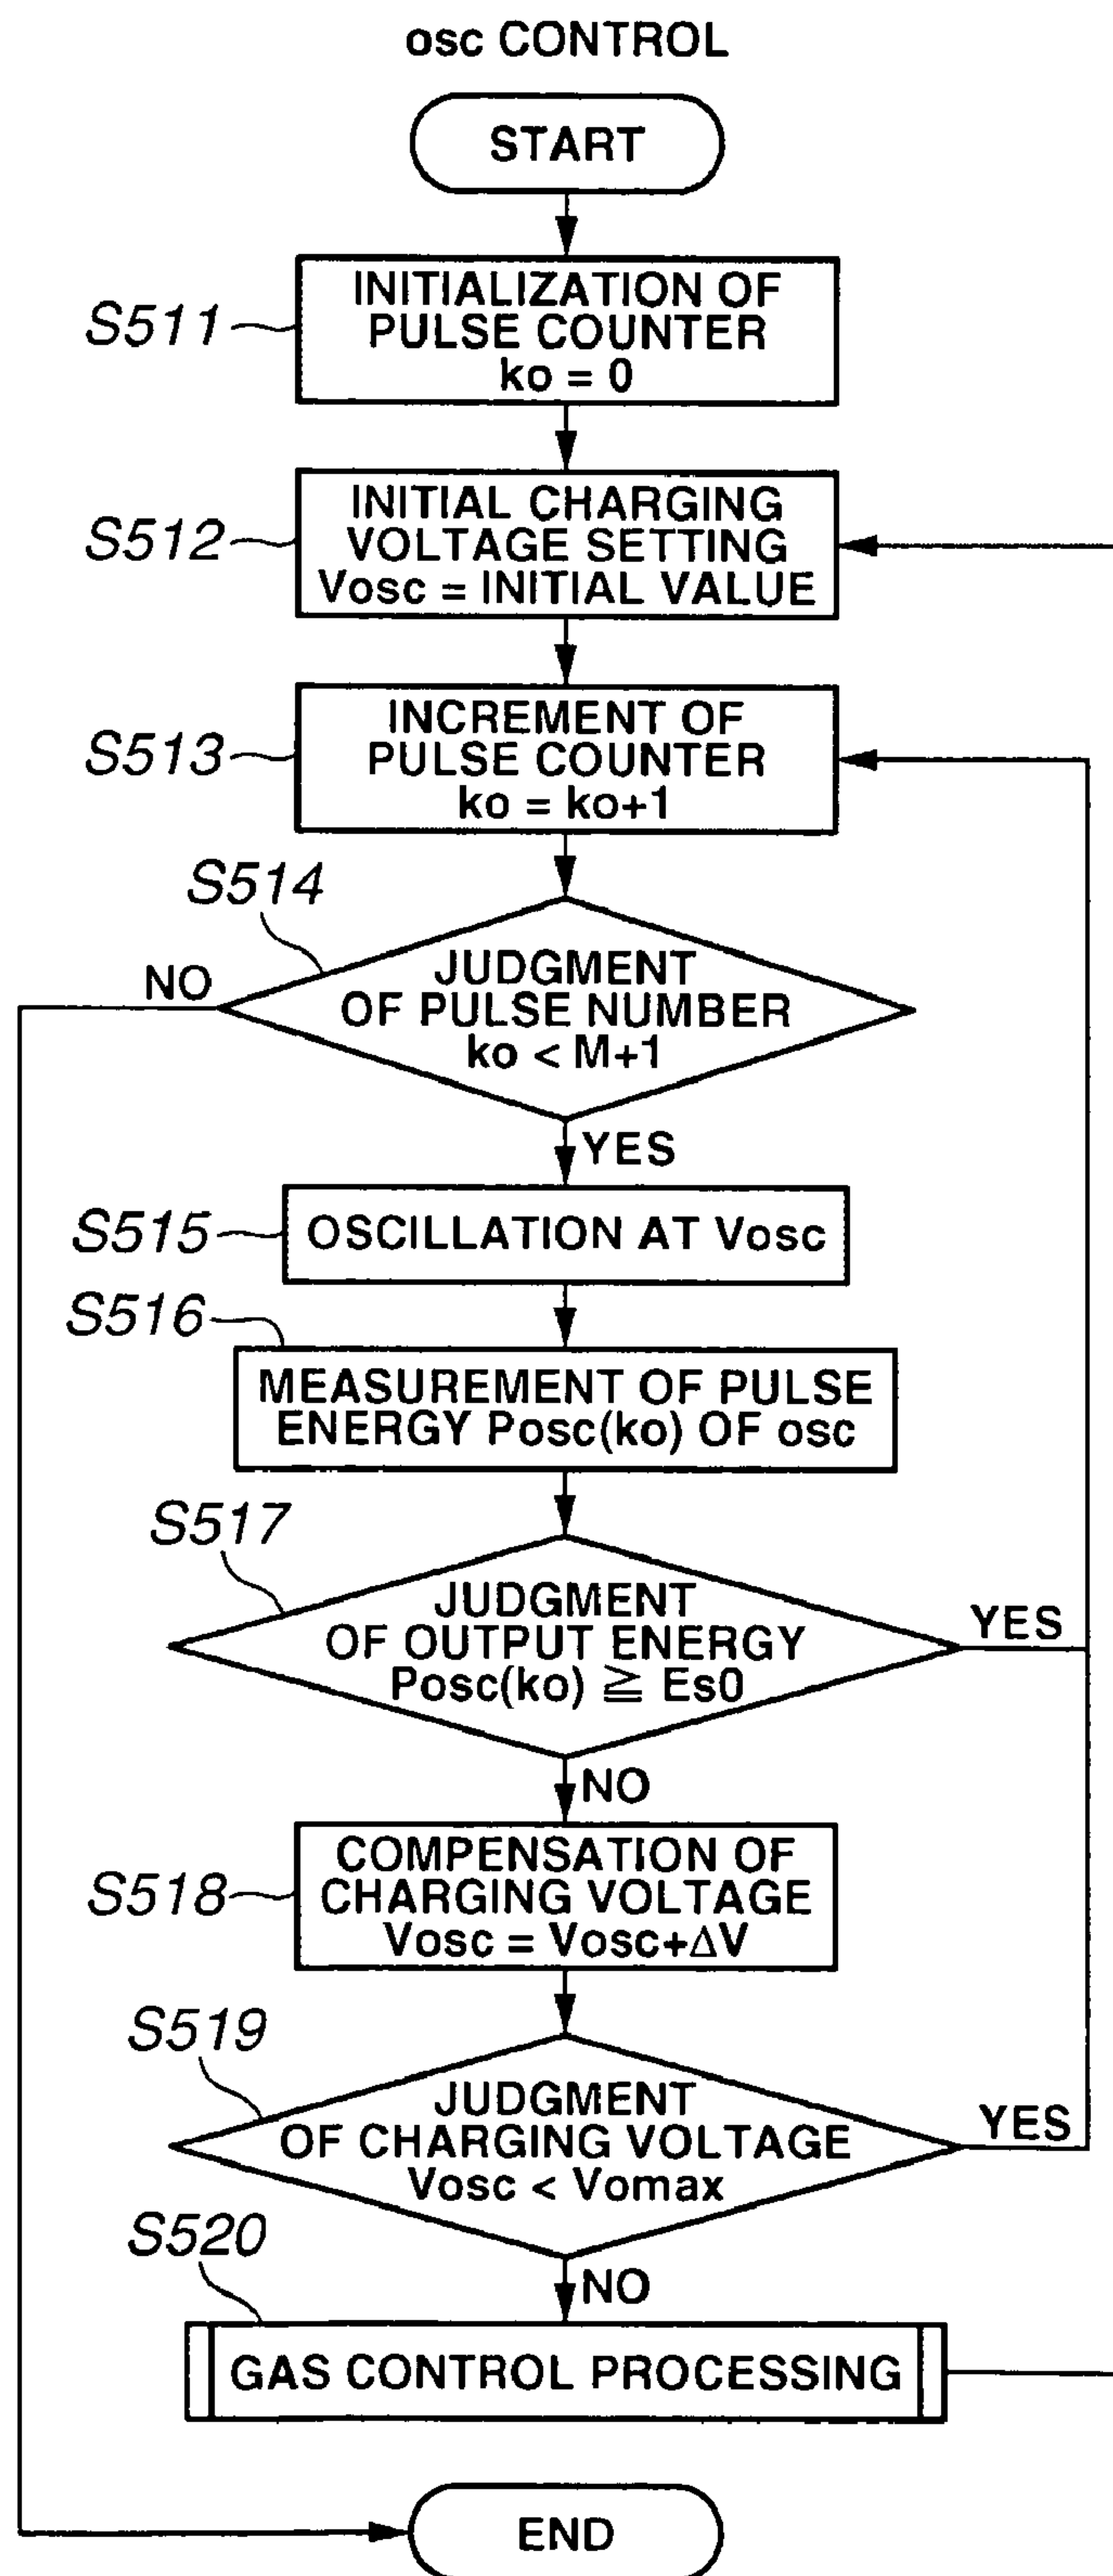 osc CONTROL
START
S511
INITIALIZATION OF
PULSE COUNTER
ko = 0
S512
INITIAL CHARGING
VOLTAGE SETTING
Vosc = INITIAL VALUE
S513
INCREMENT OF
PULSE COUNTER
ko = ko+1
S514
NO
JUDGMENT
OF PULSE NUMBER
ko < M+1
YES
S515
OSCILLATION AT Vosc
S516
MEASUREMENT OF PULSE
ENERGY Posc(ko) OF osc
S517
JUDGMENT
OF OUTPUT ENERGY
Posc(ko) ≧ Es0
YES
NO
S518
COMPENSATION OF
CHARGING VOLTAGE
Vosc = Vosc+ΔV
S519
JUDGMENT
OF CHARGING VOLTAGE
Vosc < Vomax
YES
S520
NO
GAS CONTROL PROCESSING
END